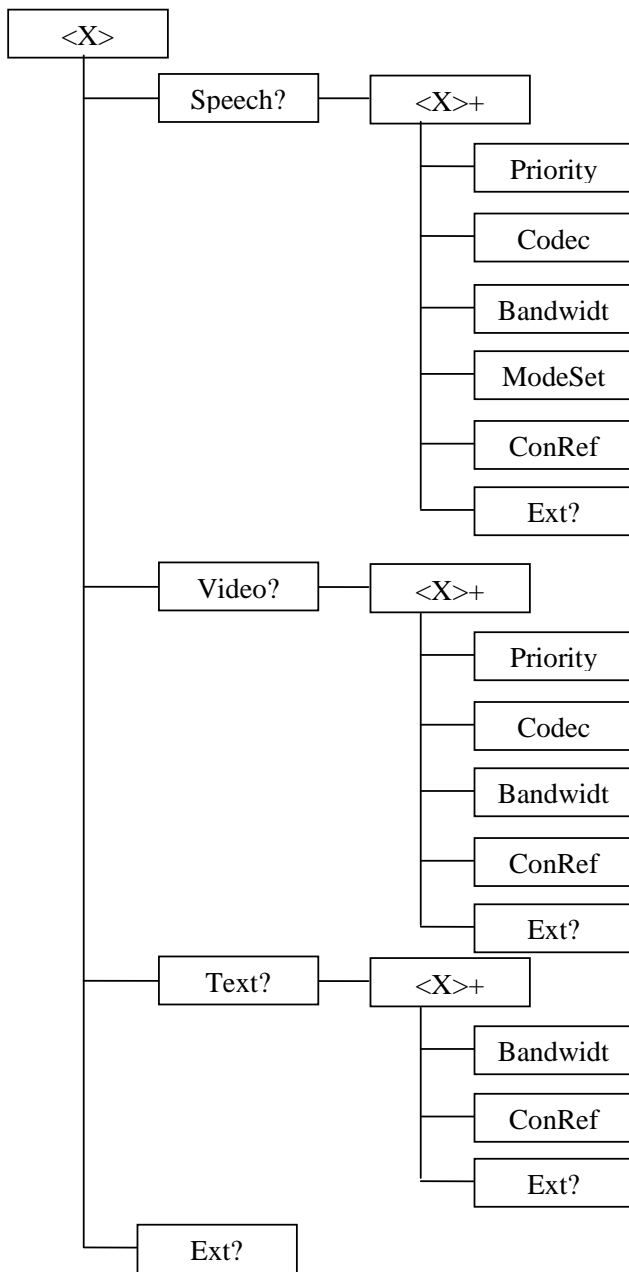 <X>
Speech?
<X>+
Priority
Codec
Bandwidt
ModeSet
ConRef
Ext?
Video?
<X>+
Priority
Codec
Bandwidt
ConRef
Ext?
Text?
<X>+
Bandwidt
ConRef
Ext?
Ext?